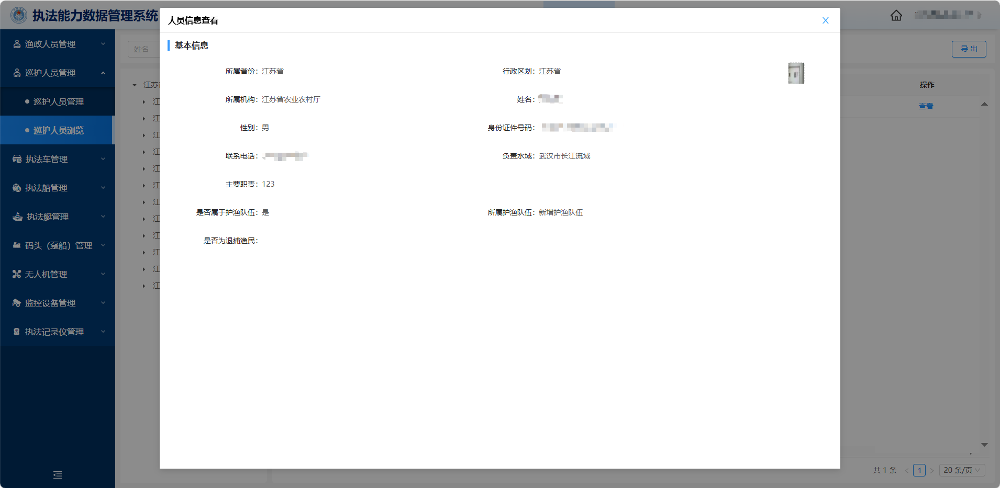 执法能力数据管理系统
渔政人员管理
巡护人员管理
巡护人员管理
巡护人员浏览
执法车管理
执法船管理
执法艇管理
码头（趸船）管理
无人机管理
监控设备管理
执法记录仪管理
姓名
导 出
江苏
江
江
江
江
江
江
江
江
江
江
江
江
操作
查看
共 1 条
1
20 条/页
人员信息查看
X
基本信息
所属省份：江苏省
行政区划：江苏省
所属机构：江苏省农业农村厅
姓名：
性别：男
身份证件号码：
联系电话：
负责水域：武汉市长江流域
主要职责：123
是否属于护渔队伍：是
所属护渔队伍：新增护渔队伍
是否为退捕渔民：